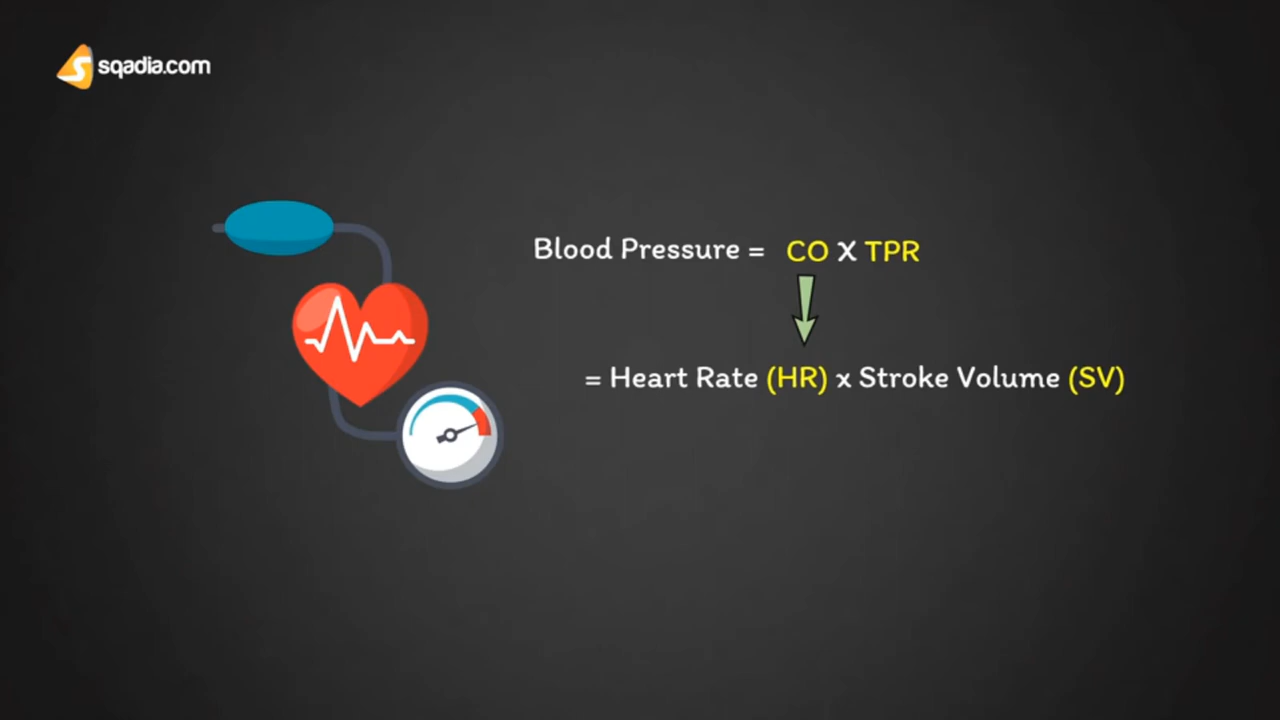 sqadia.com
Blood Pressure = CO X TPR
= Heart Rate (HR) x Stroke Volume (SV)